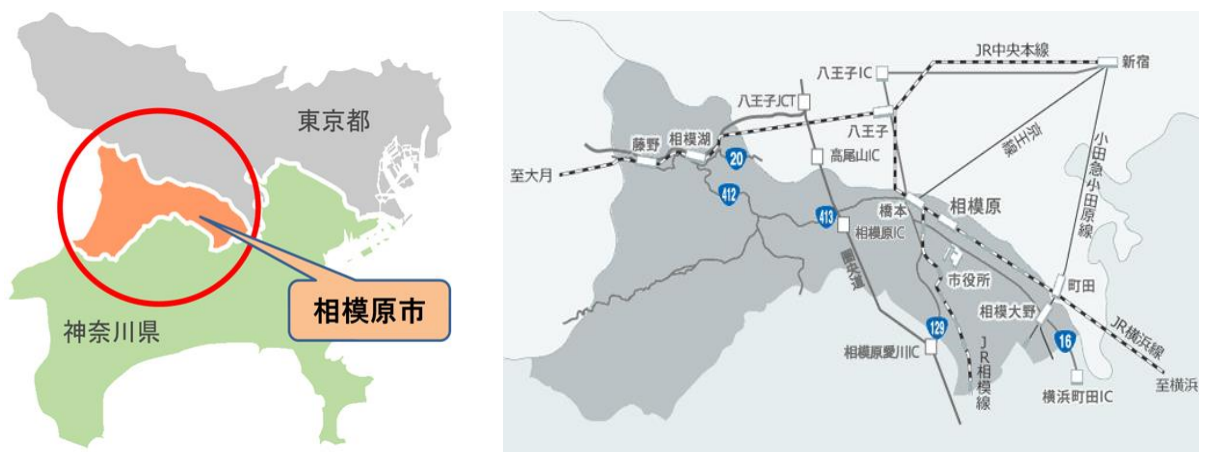 東京都
相模原市
神奈川県
JR中央本線
新宿
八王子IC
八王子JCT
八王子
京王線
小田急小田原線
藤野
相模湖
高尾山IC
至大月
20
412
413
相模原IC
橋本
相模原
圏央道
市役所
町田
相模大野
129
16
相模原愛川IC
JR相模線
JR横浜線
至横浜
横浜町田IC